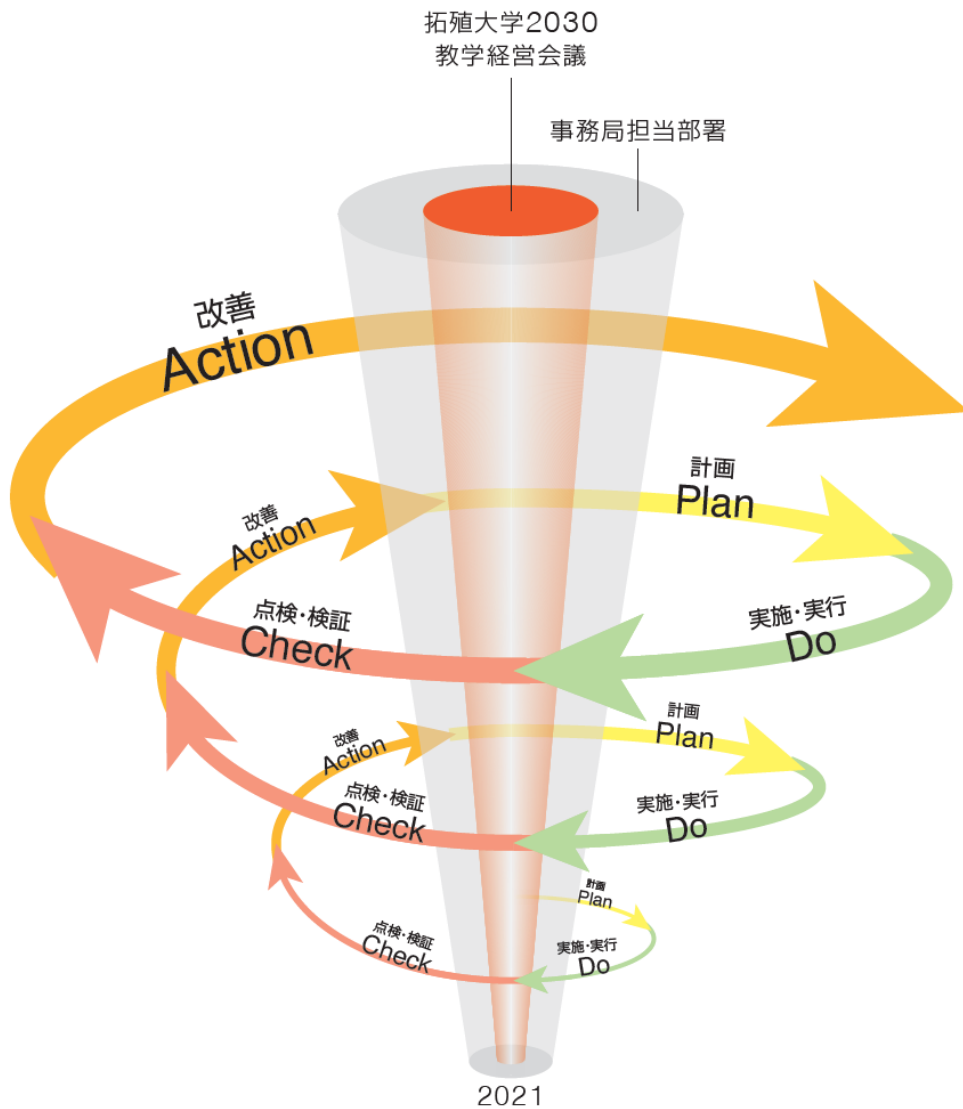 拓殖大学2030
教学経営会議
事務局担当部署
改善
Action
計画
Plan
改善
Action
点検・検証
Check
実施・実行
Do
計画
Plan
改善
Action
点検・検証
Check
実施・実行
Do
計画
Plan
点検・検証
Check
実施・実行
Do
2021